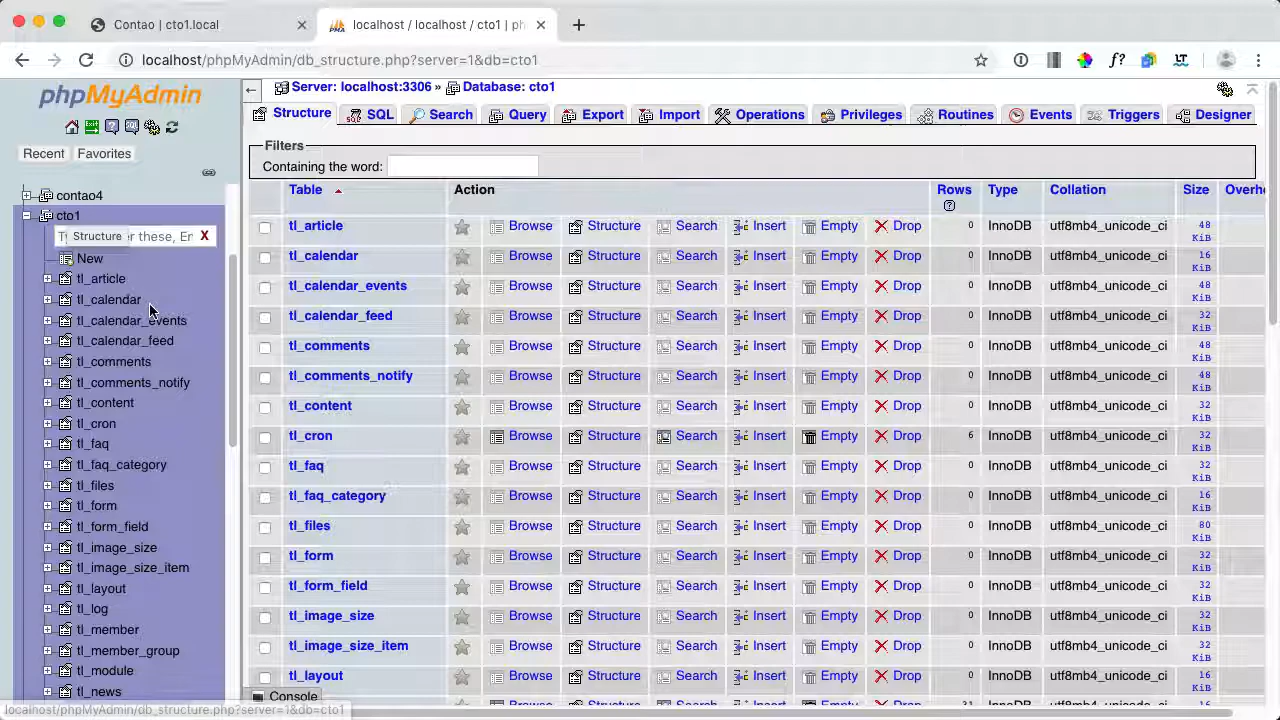 Contao | cto1.local
localhost / localhost / cto1 | ph
localhost/phpMyAdmin/db_structure.php?server=1&db=cto1
phpMyAdmin
Recent Favorites
contao4
cto1
Structure
r these, En X
New
tl_article
tl_calendar
tl_calendar_events
tl_calendar_feed
tl_comments
tl_comments_notify
tl_content
tl_cron
tl_faq
tl_faq_category
tl_files
tl_form
tl_form_field
tl_image_size
tl_image_size_item
tl_layout
tl_log
tl_member
tl_member_group
tl_module
tl_news
Server: localhost:3306 » Database: cto1
Structure SQL Search Query Export Import Operations Privileges Routines Events Triggers Designer
Filters
Containing the word:
Table Action Rows Type Collation Size Overhe
tl_article Browse Structure Search Insert Empty Drop 0 InnoDB utf8mb4_unicode_ci 48 KiB
tl_calendar Browse Structure Search Insert Empty Drop 0 InnoDB utf8mb4_unicode_ci 16 KiB
tl_calendar_events Browse Structure Search Insert Empty Drop 0 InnoDB utf8mb4_unicode_ci 48 KiB
tl_calendar_feed Browse Structure Search Insert Empty Drop 0 InnoDB utf8mb4_unicode_ci 32 KiB
tl_comments Browse Structure Search Insert Empty Drop 0 InnoDB utf8mb4_unicode_ci 48 KiB
tl_comments_notify Browse Structure Search Insert Empty Drop 0 InnoDB utf8mb4_unicode_ci 48 KiB
tl_content Browse Structure Search Insert Empty Drop 0 InnoDB utf8mb4_unicode_ci 32 KiB
tl_cron Browse Structure Search Insert Empty Drop 6 InnoDB utf8mb4_unicode_ci 32 KiB
tl_faq Browse Structure Search Insert Empty Drop 0 InnoDB utf8mb4_unicode_ci 32 KiB
tl_faq_category Browse Structure Search Insert Empty Drop 0 InnoDB utf8mb4_unicode_ci 16 KiB
tl_files Browse Structure Search Insert Empty Drop 0 InnoDB utf8mb4_unicode_ci 80 KiB
tl_form Browse Structure Search Insert Empty Drop 0 InnoDB utf8mb4_unicode_ci 32 KiB
tl_form_field Browse Structure Search Insert Empty Drop 0 InnoDB utf8mb4_unicode_ci 32 KiB
tl_image_size Browse Structure Search Insert Empty Drop 0 InnoDB utf8mb4_unicode_ci 32 KiB
tl_image_size_item Browse Structure Search Insert Empty Drop 0 InnoDB utf8mb4_unicode_ci 32 KiB
tl_layout Browse Structure Search Insert Empty Drop 0 InnoDB utf8mb4_unicode_ci 16 KiB
Console
localhost/phpMyAdmin/db_structure.php?server=1&db=cto1